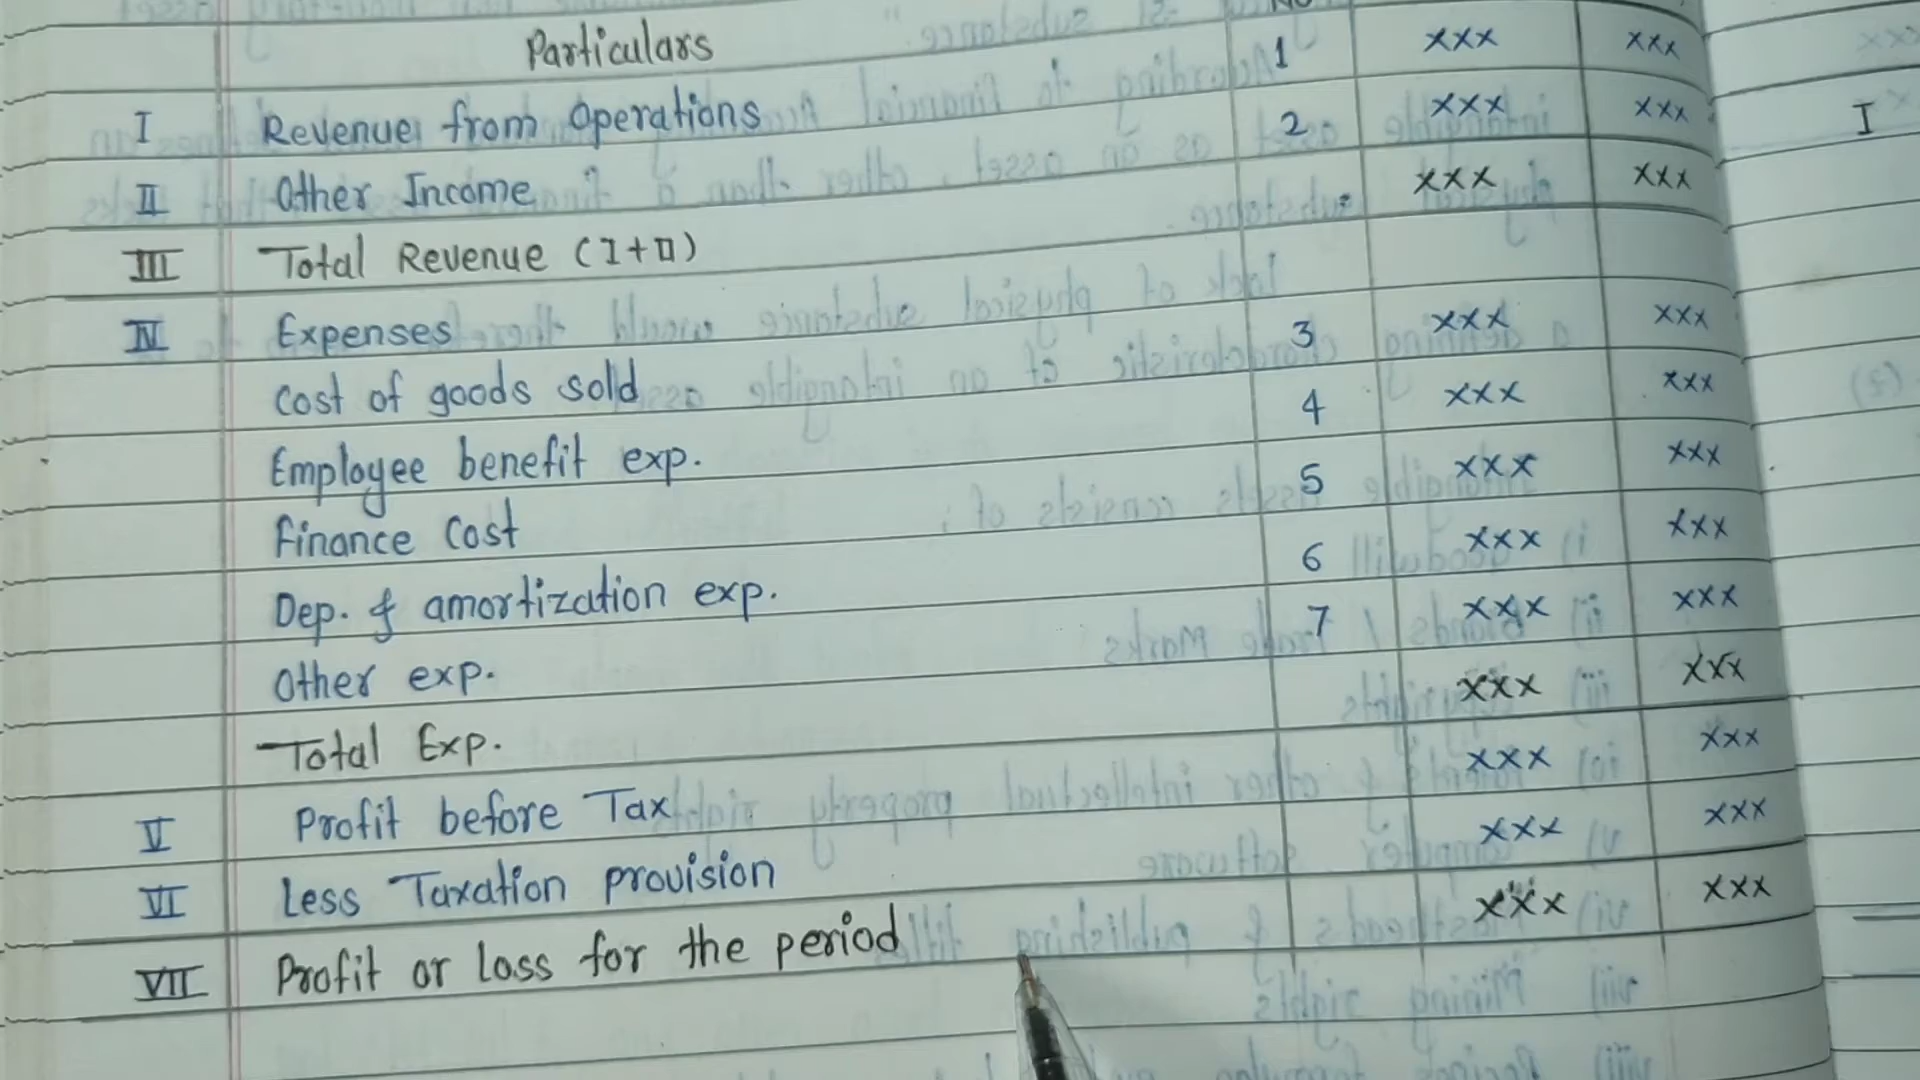 Particulars
I Revenue from Operations 1 xxx xxx
II Other Income 2 xxx xxx
III Total Revenue (I+II) xxx xxx
IV Expenses
Cost of goods sold 3 xxx xxx
Employee benefit exp. 4 xxx xxx
Finance Cost 5 xxx xxx
Dep. & amortization exp. 6 xxx xxx
Other exp. 7 xxx xxx
Total Exp. xxx xxx
V Profit before Tax xxx xxx
VI Less Taxation provision xxx xxx
VII Profit or loss for the period xxx xxx
I